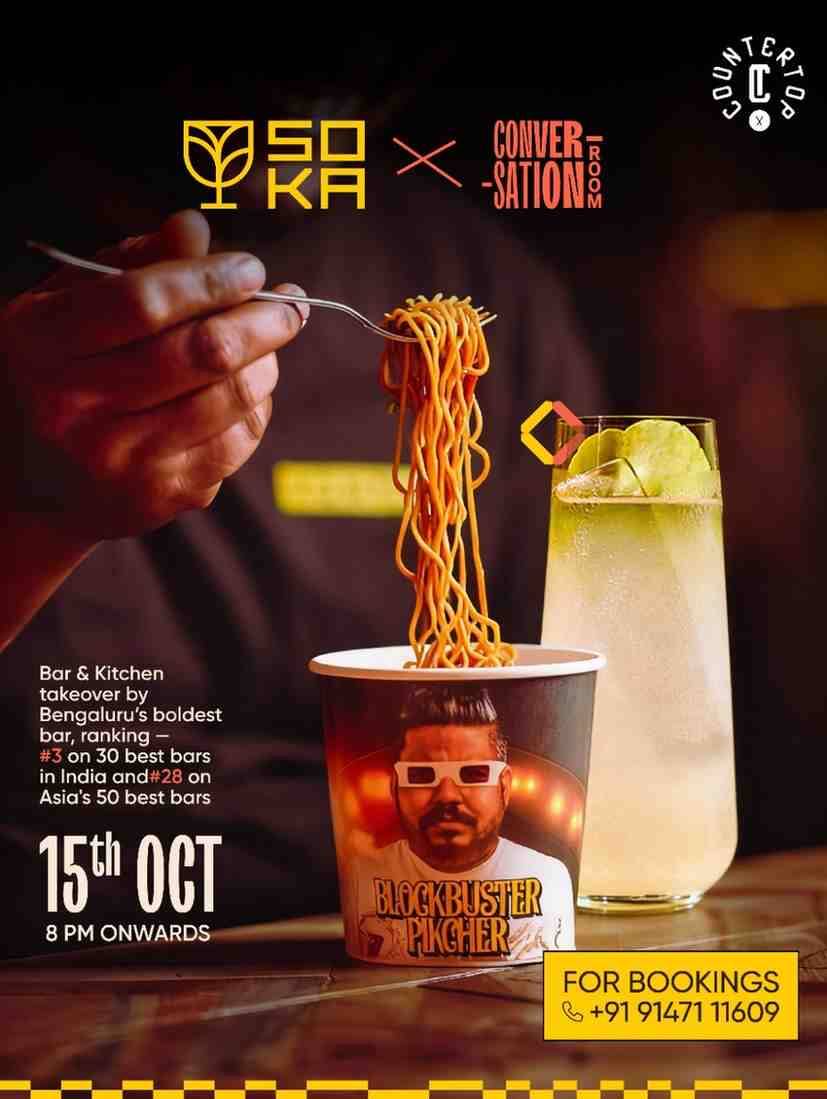 COUNTERTOP
CT
X
SOKA
CONVER
-SATION
ROOM
Bar & Kitchen
takeover by
Bengaluru's boldest
bar, ranking —
#3 on 30 best bars
in India and#28 on
Asia's 50 best bars
15th OCT
8 PM ONWARDS
BLOCKBUSTER
PIKCHER
FOR BOOKINGS
+91 91471 11609